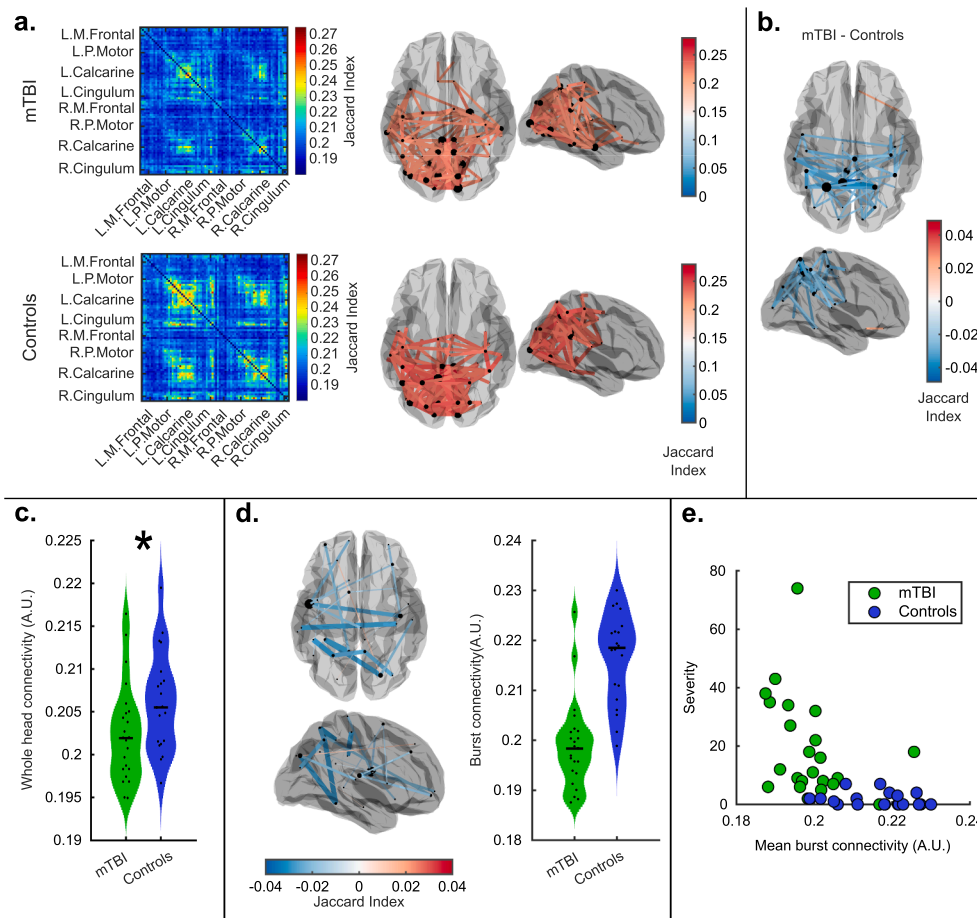 a.
mTBI
L.M.Frontal
L.P.Motor
L.Calcarine
L.Cingulum
R.M.Frontal
R.P.Motor
R.Calcarine
R.Cingulum
L.M.Frontal
L.P.Motor
L.Calcarine
L.Cingulum
R.M.Frontal
R.P.Motor
R.Calcarine
R.Cingulum
0.27
0.26
0.25
0.24
0.23
0.22
0.21
0.2
0.19
Jaccard Index
0.25
0.2
0.15
0.1
0.05
0
Controls
L.M.Frontal
L.P.Motor
L.Calcarine
L.Cingulum
R.M.Frontal
R.P.Motor
R.Calcarine
R.Cingulum
L.M.Frontal
L.P.Motor
L.Calcarine
L.Cingulum
R.M.Frontal
R.P.Motor
R.Calcarine
R.Cingulum
0.27
0.26
0.25
0.24
0.23
0.22
0.21
0.2
0.19
Jaccard Index
0.25
0.2
0.15
0.1
0.05
0
Jaccard
Index
b.
mTBI - Controls
0.04
0.02
0
-0.02
-0.04
Jaccard
Index
c.
*
Whole head connectivity (A.U.)
0.225
0.22
0.215
0.21
0.205
0.2
0.195
0.19
mTBI
Controls
d.
-0.04
-0.02
0
0.02
0.04
Jaccard Index
Burst connectivity(A.U.)
0.24
0.23
0.22
0.21
0.2
0.19
0.18
mTBI
Controls
e.
Severity
80
60
40
20
0
mTBI
Controls
0.18
0.2
0.22
0.24
Mean burst connectivity (A.U.)